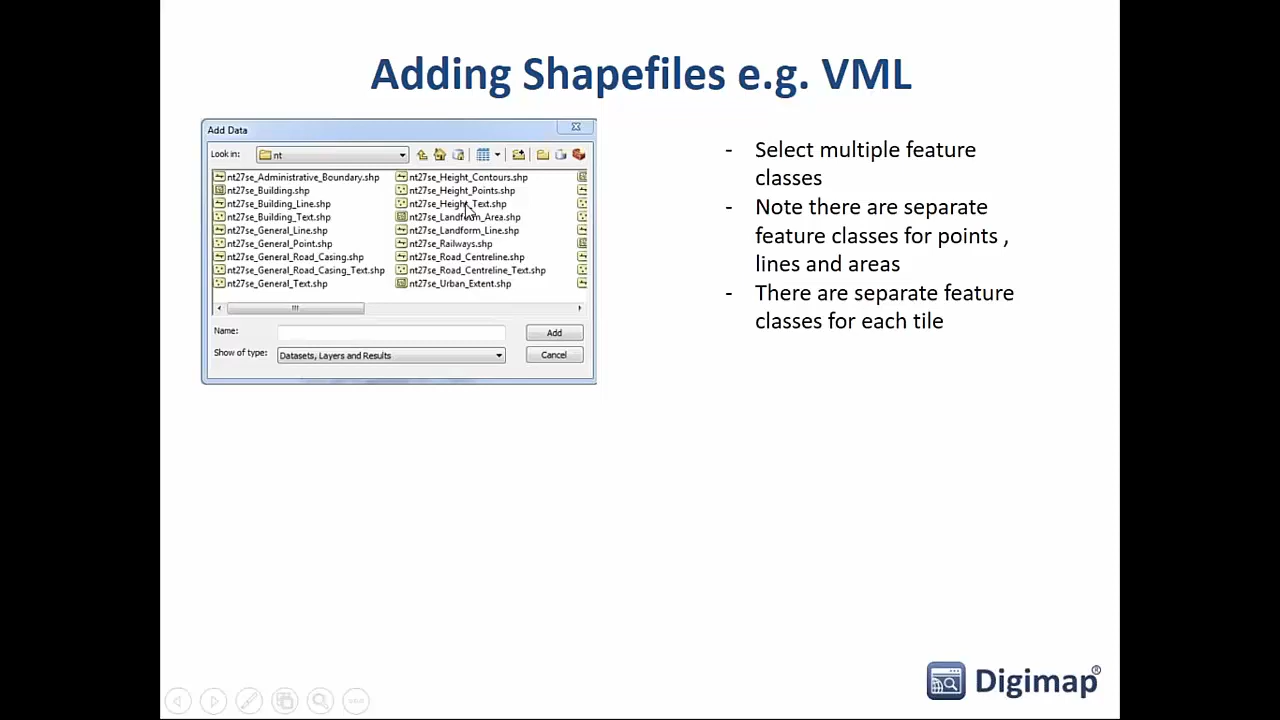 Adding Shapefiles e.g. VML
Add Data
Look in:
nt
nt27se_Administrative_Boundary.shp
nt27se_Building.shp
nt27se_Building_Line.shp
nt27se_Building_Text.shp
nt27se_General_Line.shp
nt27se_General_Point.shp
nt27se_General_Road_Casing.shp
nt27se_General_Road_Casing_Text.shp
nt27se_General_Text.shp
nt27se_Height_Contours.shp
nt27se_Height_Points.shp
nt27se_Height_Text.shp
nt27se_Landform_Area.shp
nt27se_Landform_Line.shp
nt27se_Railways.shp
nt27se_Road_Centreline.shp
nt27se_Road_Centreline_Text.shp
nt27se_Urban_Extent.shp
Name:
Add
Show of type:
Datasets, Layers and Results
Cancel
- Select multiple feature
classes
- Note there are separate
feature classes for points ,
lines and areas
- There are separate feature
classes for each tile
Digimap®